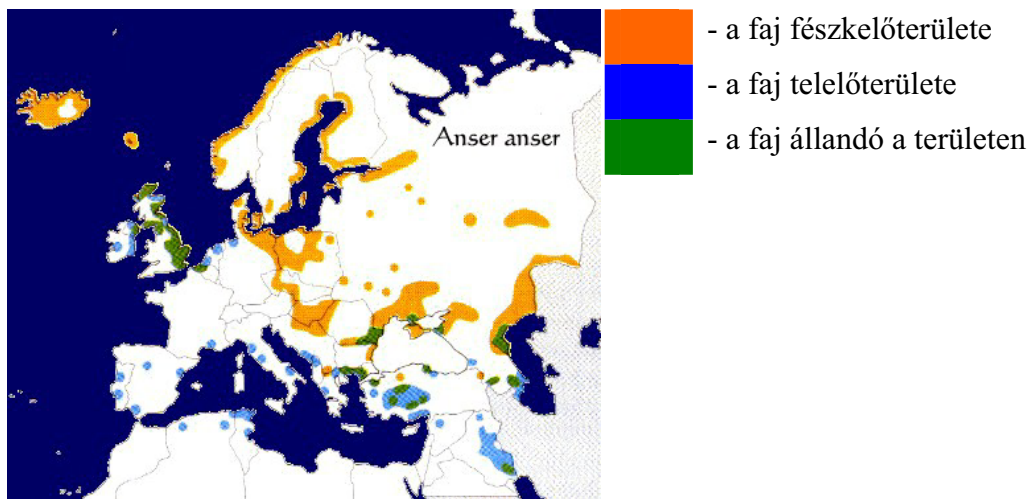 - a faj fészkelőterülete
- a faj telelőterülete
- a faj állandó a területen
Anser anser